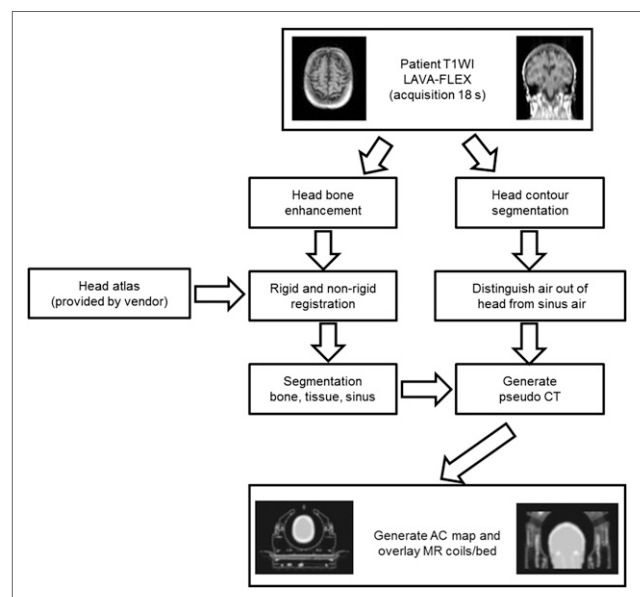 Patient T1WI
LAVA-FLEX
(acquisition 18 s)
Head bone
enhancement
Head contour
segmentation
Head atlas
(provided by vendor)
Rigid and non-rigid
registration
Distinguish air out of
head from sinus air
Segmentation
bone, tissue, sinus
Generate
pseudo CT
Generate AC map and
overlay MR coils/bed